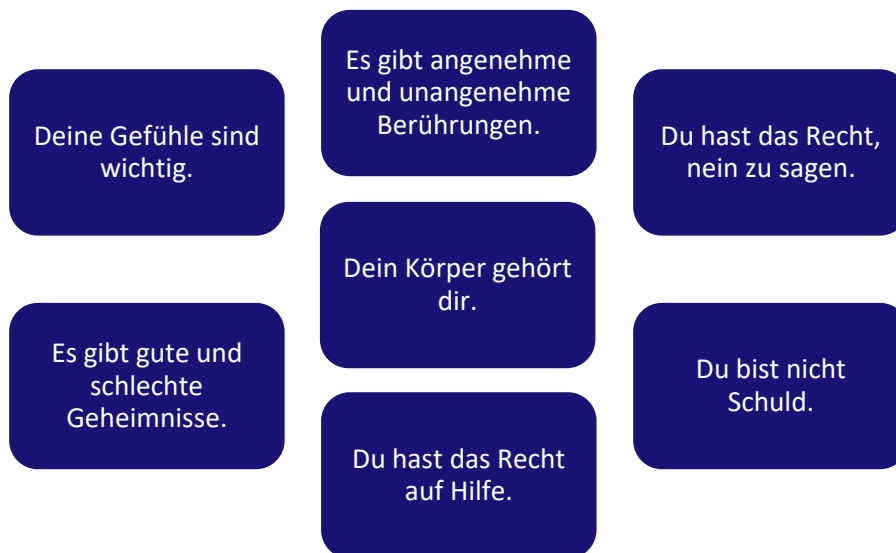 Es gibt angenehme
und unangenehme
Berührungen.
Deine Gefühle sind
wichtig.
Du hast das Recht,
nein zu sagen.
Dein Körper gehört
dir.
Es gibt gute und
schlechte
Geheimnisse.
Du bist nicht
Schuld.
Du hast das Recht
auf Hilfe.